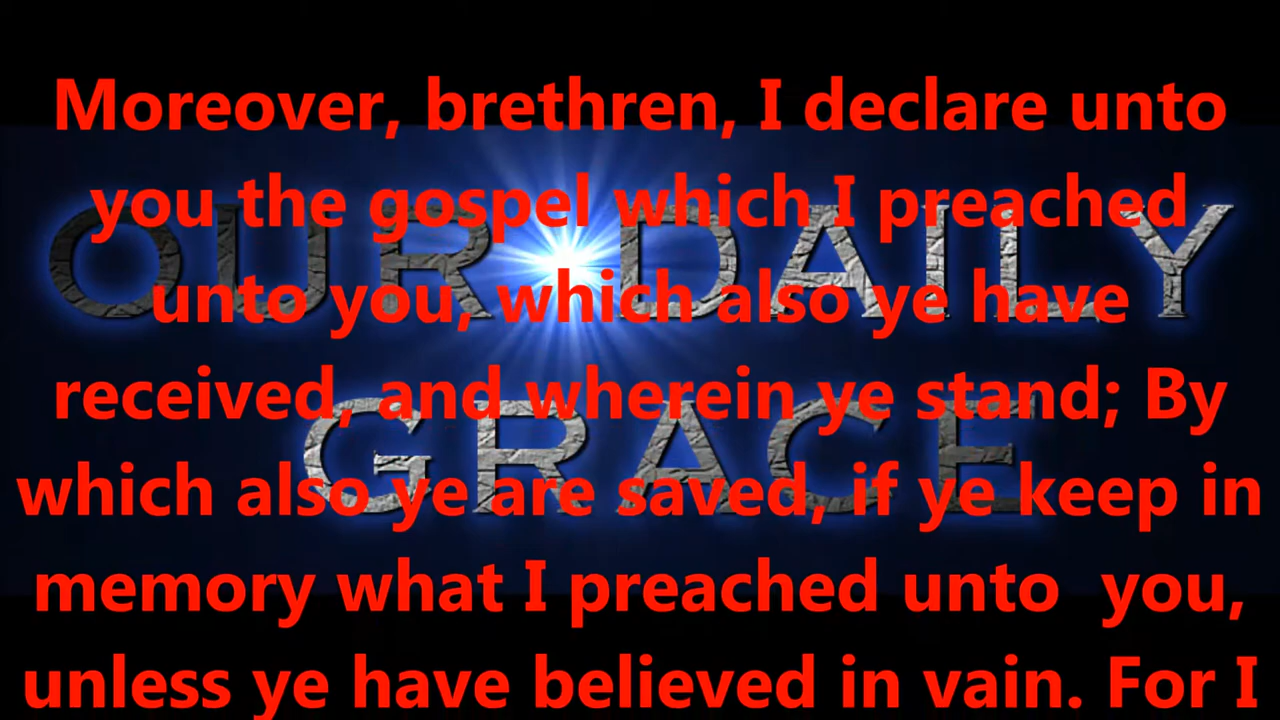 Moreover, brethren, I declare unto
you the gospel which I preached
OUR DAILY
unto you, which also ye have
received, and wherein ye stand; By
GRACE
which also ye are saved, if ye keep in
memory what I preached unto you,
unless ye have believed in vain. For I